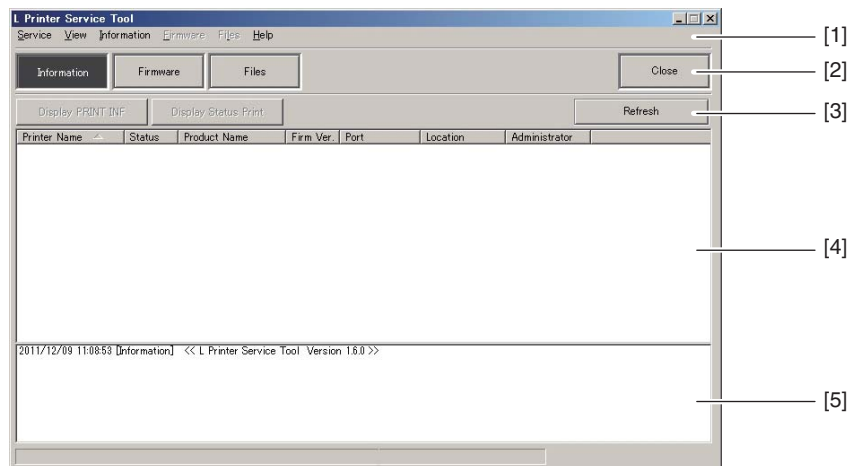 L Printer Service Tool
Service View Information Firmware Files Help [1]
Information Firmware Files Close [2]
Display PRINT INF Display Status Print Refresh [3]
Printer Name Status Product Name Firm Ver. Port Location Administrator
[4]
2011/12/09 11:08:53 [Information] << L Printer Service Tool Version 1.6.0 >>
[5]